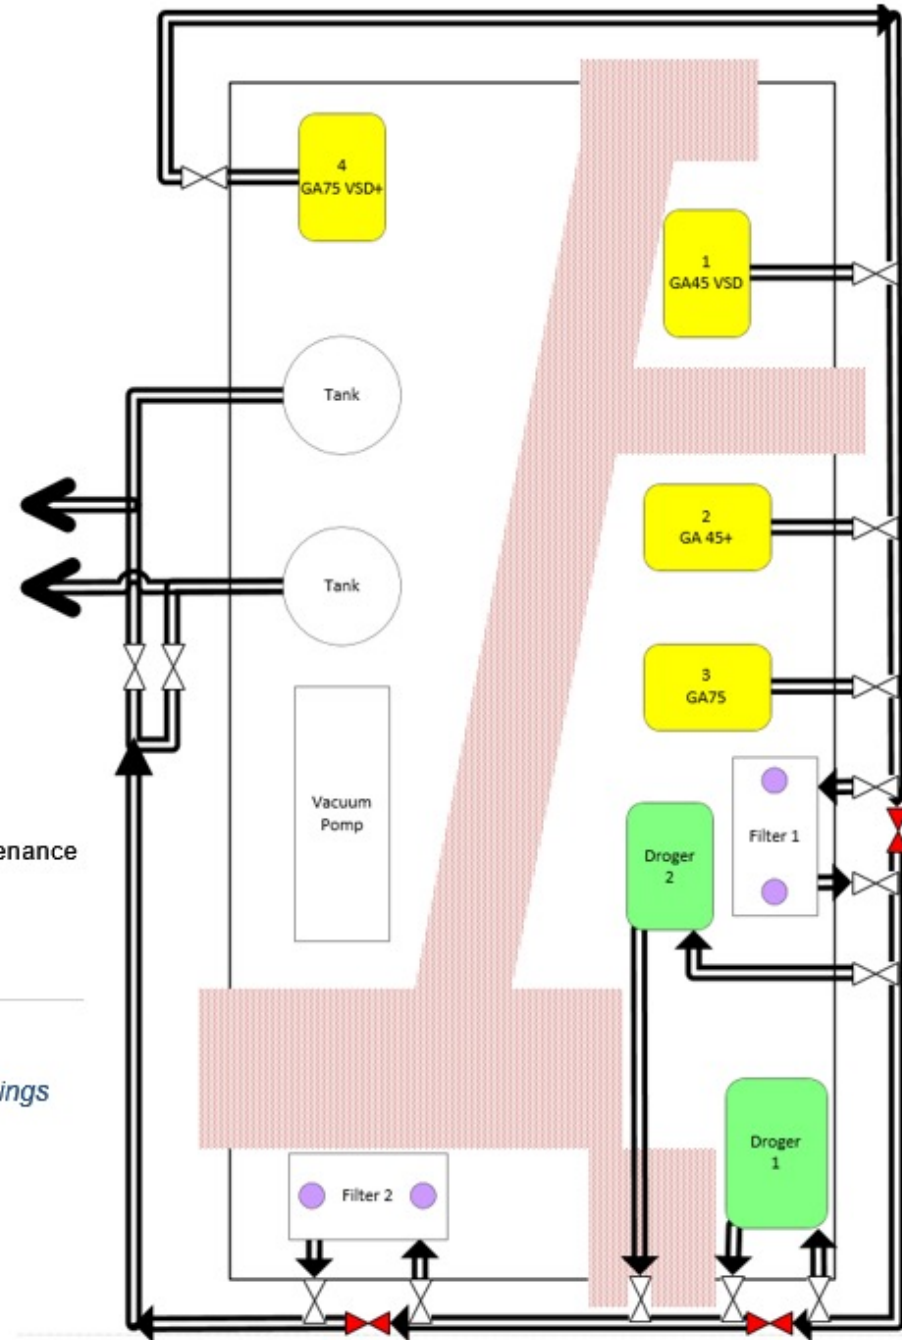 4
GA75 VSD+
1
GA45 VSD
Tank
2
GA 45+
Tank
3
GA75
Vacuum
Pomp
Filter 1
Droger
2
enance
ings
Droger
1
Filter 2